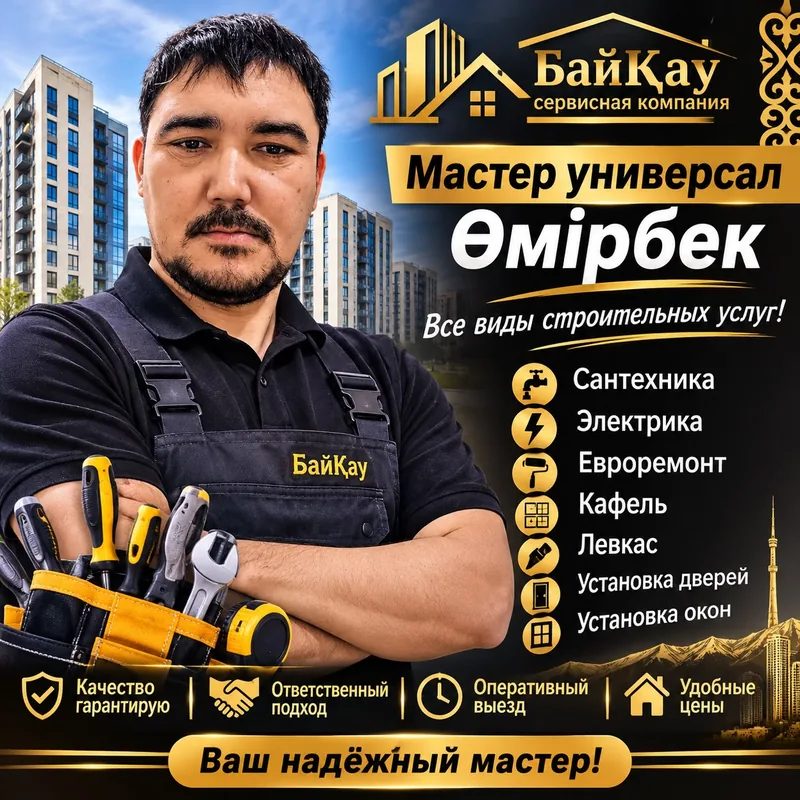 БайҚау
сервисная компания
Мастер универсал
Өмірбек
Все виды строительных услуг!
Сантехника
Электрика
Евроремонт
Кафель
Левкас
Установка дверей
Установка окон
БайҚау
Качество
гарантирую
Ответственный
подход
Оперативный
выезд
Удобные
цены
Ваш надёжный мастер!